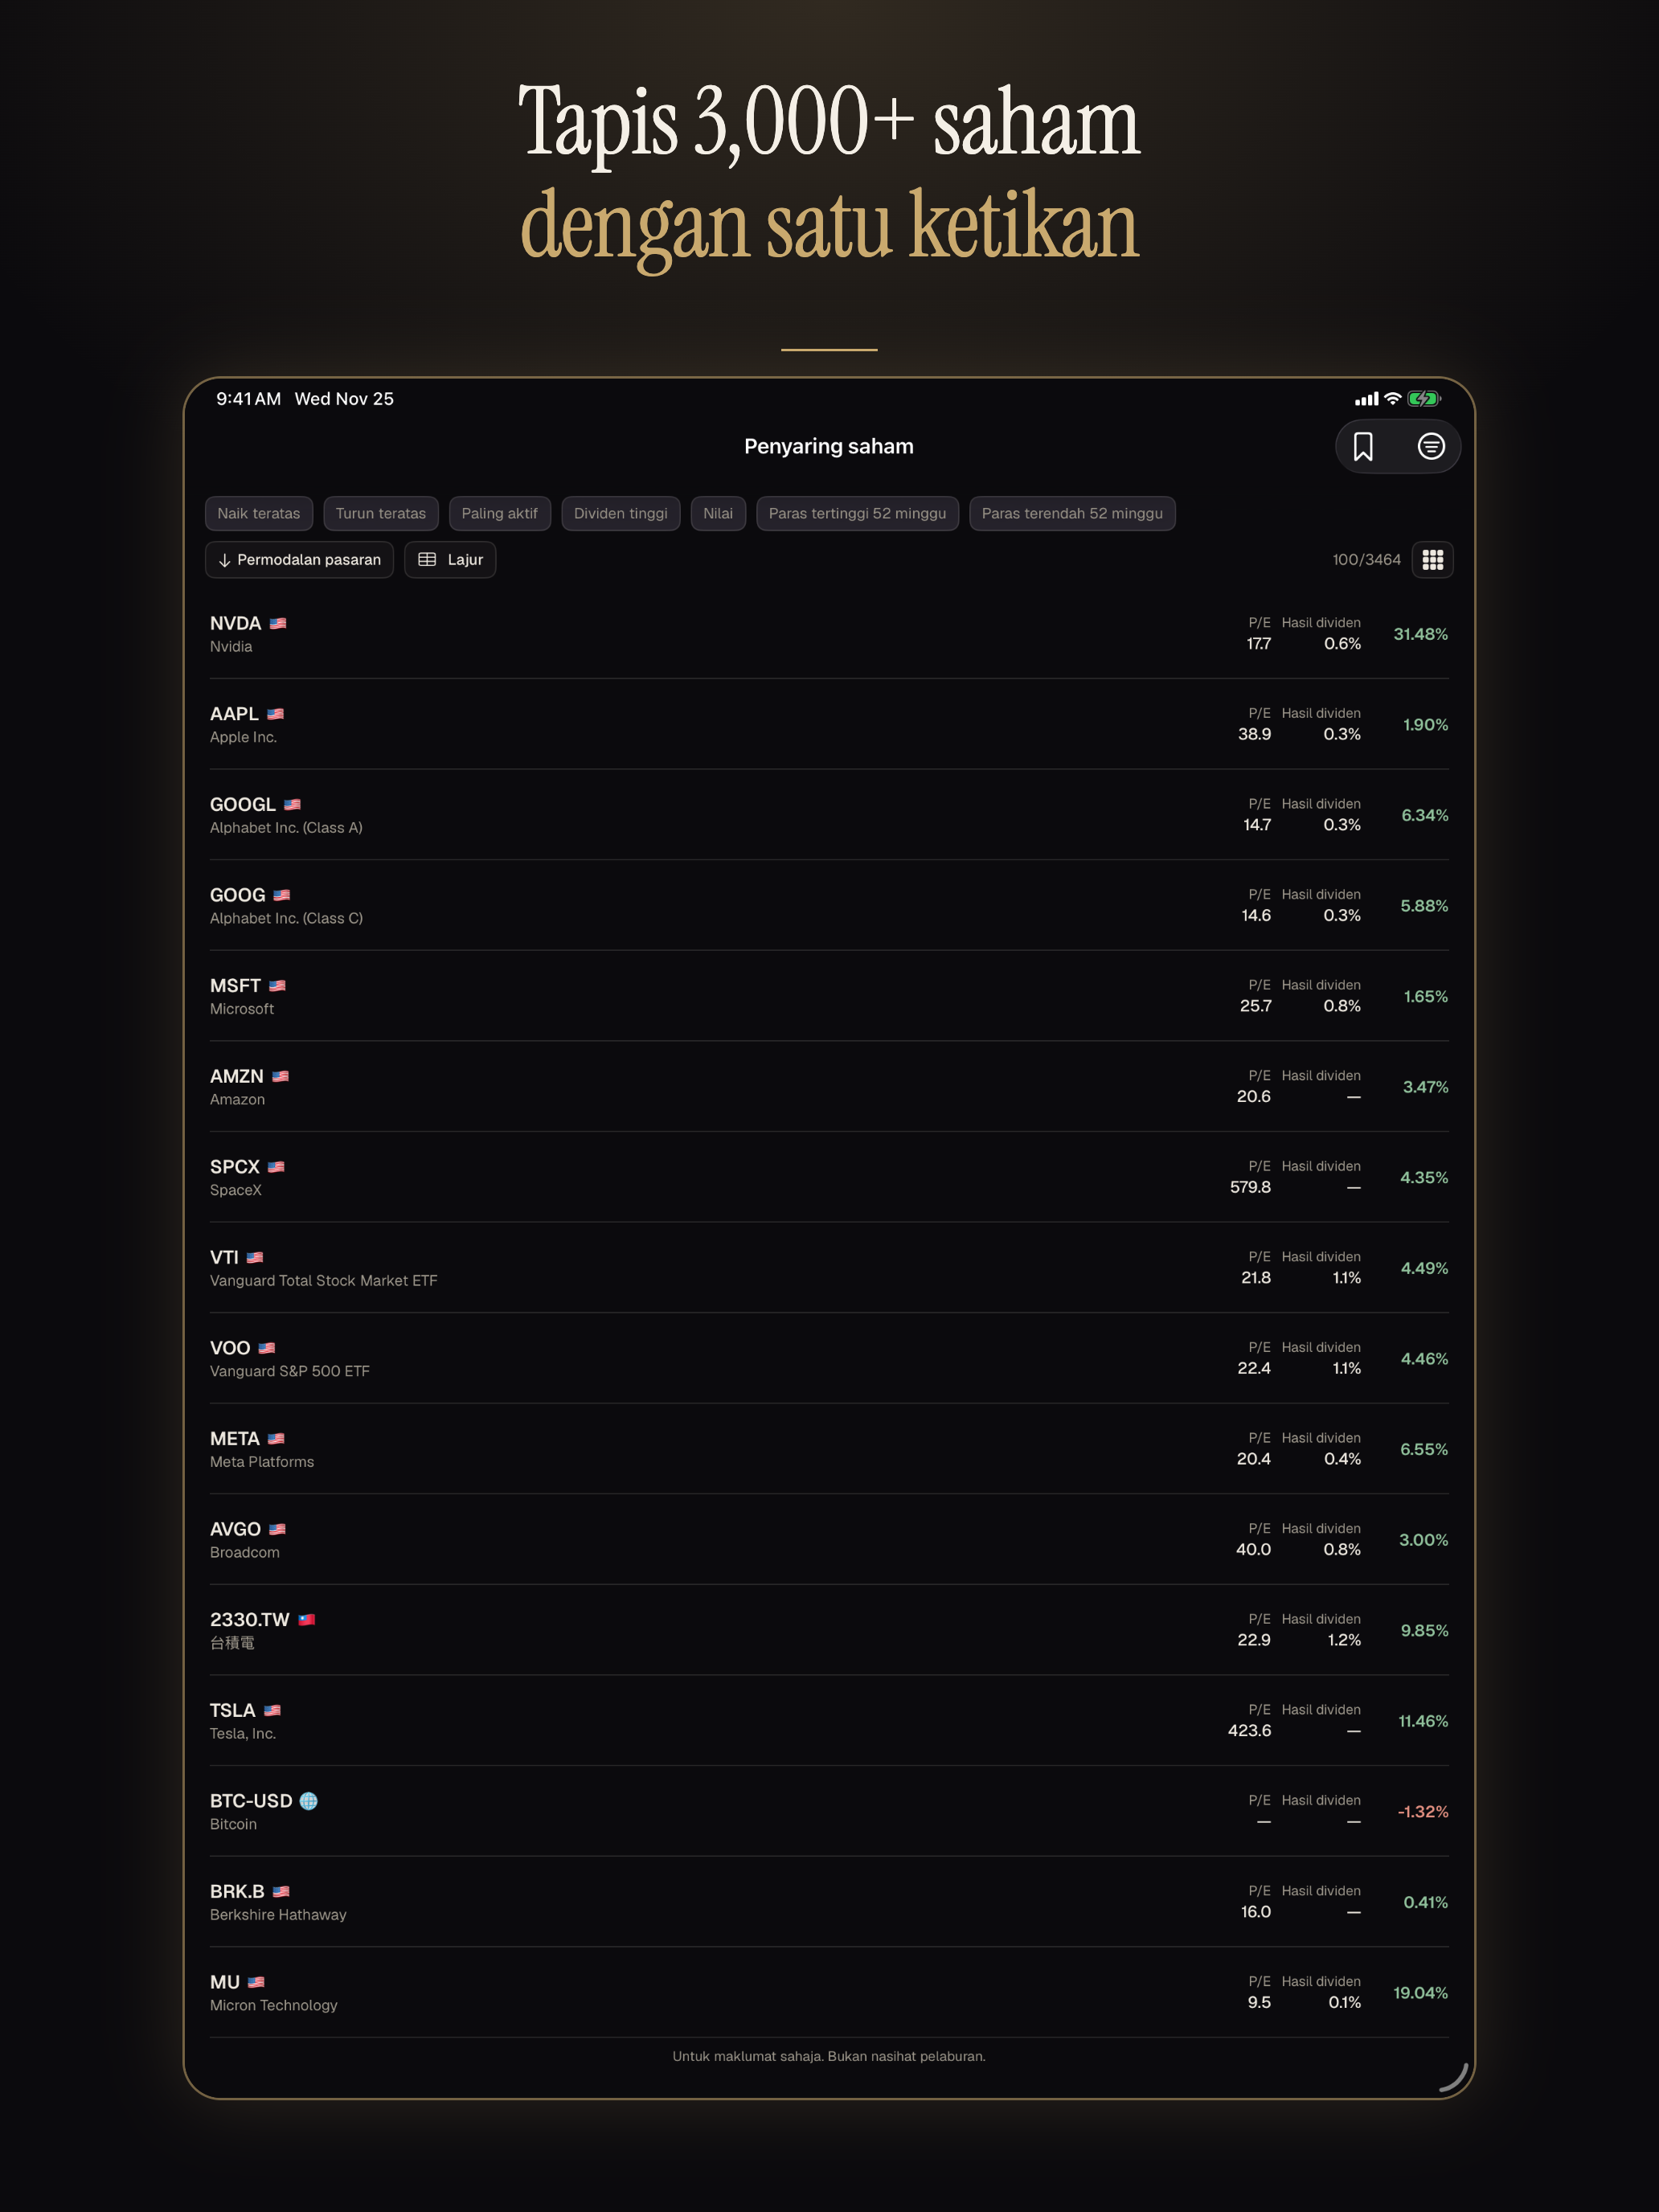 Tapis 3,000+ saham
dengan satu ketikan
9:41 AM Wed Nov 25
Penyaring saham
Naik teratas Turun teratas Paling aktif Dividen tinggi Nilai Paras tertinggi 52 minggu Paras terendah 52 minggu
↓ Permodalan pasaran Lajur 100/3464
NVDA P/E Hasil dividen 31.48%
Nvidia 17.7 0.6%
AAPL P/E Hasil dividen 1.90%
Apple Inc. 38.9 0.3%
GOOGL P/E Hasil dividen 6.34%
Alphabet Inc. (Class A) 14.7 0.3%
GOOG P/E Hasil dividen 5.88%
Alphabet Inc. (Class C) 14.6 0.3%
MSFT P/E Hasil dividen 1.65%
Microsoft 25.7 0.8%
AMZN P/E Hasil dividen 3.47%
Amazon 20.6 —
SPCX P/E Hasil dividen 4.35%
SpaceX 579.8 —
VTI P/E Hasil dividen 4.49%
Vanguard Total Stock Market ETF 21.8 1.1%
VOO P/E Hasil dividen 4.46%
Vanguard S&P 500 ETF 22.4 1.1%
META P/E Hasil dividen 6.55%
Meta Platforms 20.4 0.4%
AVGO P/E Hasil dividen 3.00%
Broadcom 40.0 0.8%
2330.TW P/E Hasil dividen 9.85%
台積電 22.9 1.2%
TSLA P/E Hasil dividen 11.46%
Tesla, Inc. 423.6 —
BTC-USD P/E Hasil dividen -1.32%
Bitcoin — —
BRK.B P/E Hasil dividen 0.41%
Berkshire Hathaway 16.0 —
MU P/E Hasil dividen 19.04%
Micron Technology 9.5 0.1%
Untuk maklumat sahaja. Bukan nasihat pelaburan.